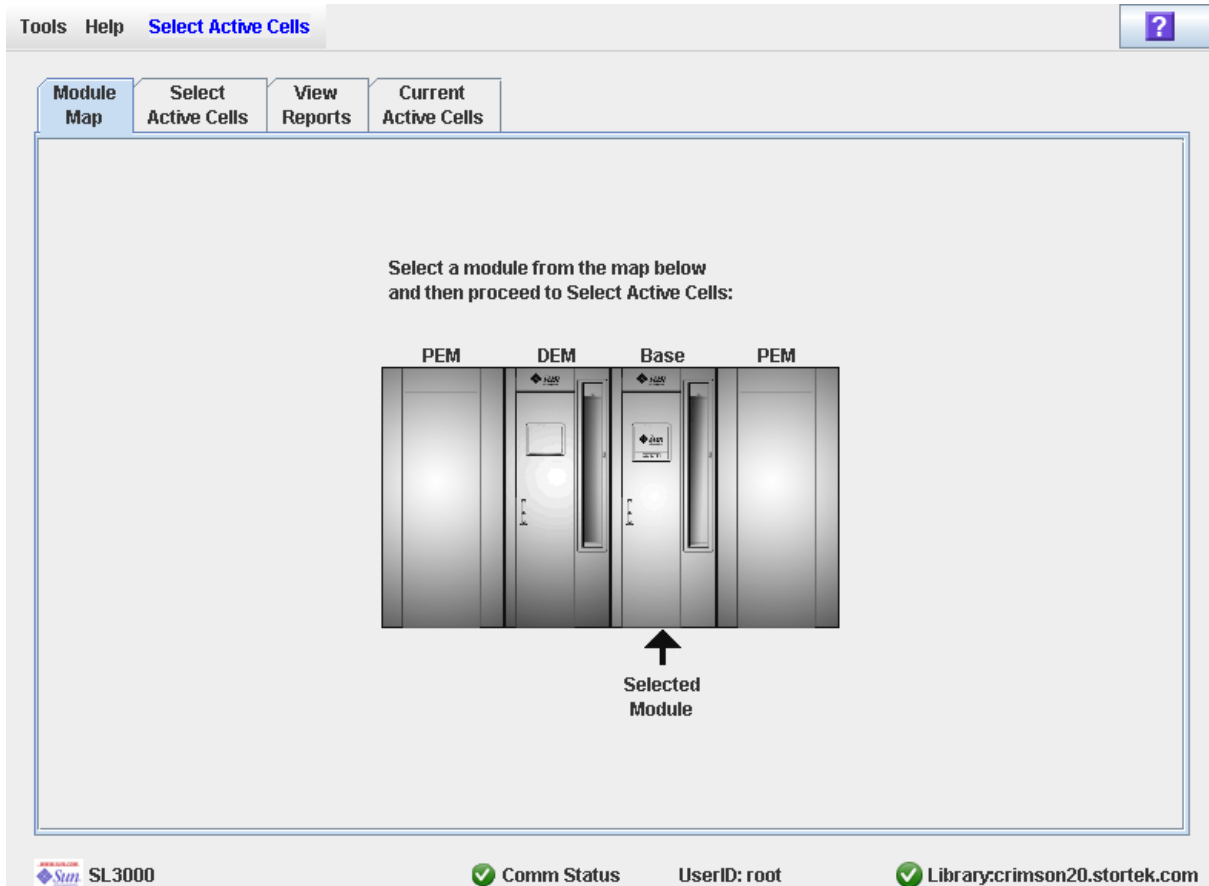 Tools Help Select Active Cells
?
Module Map
Select Active Cells
View Reports
Current Active Cells
Select a module from the map below
and then proceed to Select Active Cells:
PEM DEM Base PEM
Sun
Selected
Module
Sun SL3000 Comm Status UserID: root Library:crimson20.stortek.com